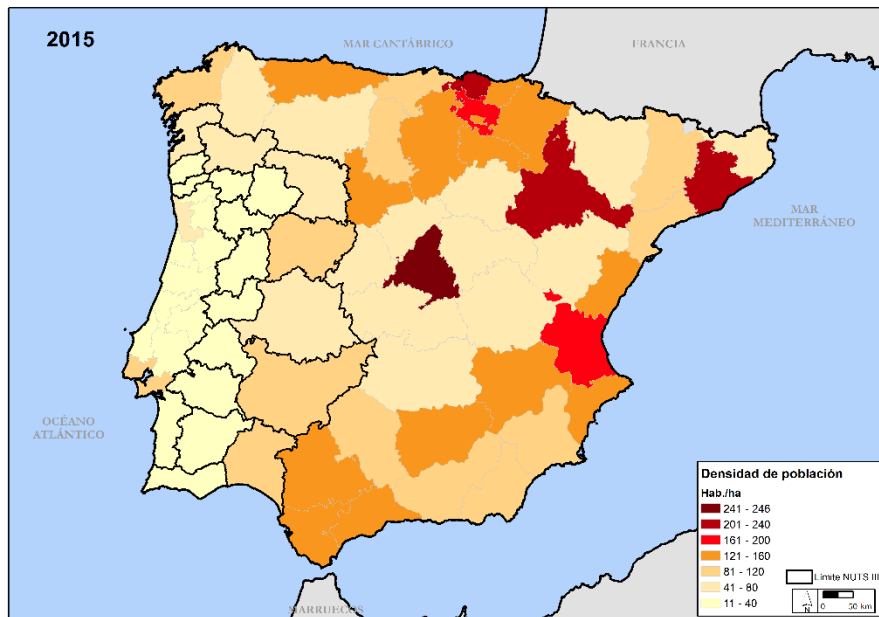 2015
MAR CANTÁBRICO
FRANCIA
MAR
MEDITERRÁNEO
OCÉANO
ATLÁNTICO
MARRUECOS
Densidad de población
Hab./ha
241 - 246
201 - 240
161 - 200
121 - 160
81 - 120
41 - 80
11 - 40
Límite NUTS III
N
0 50 km